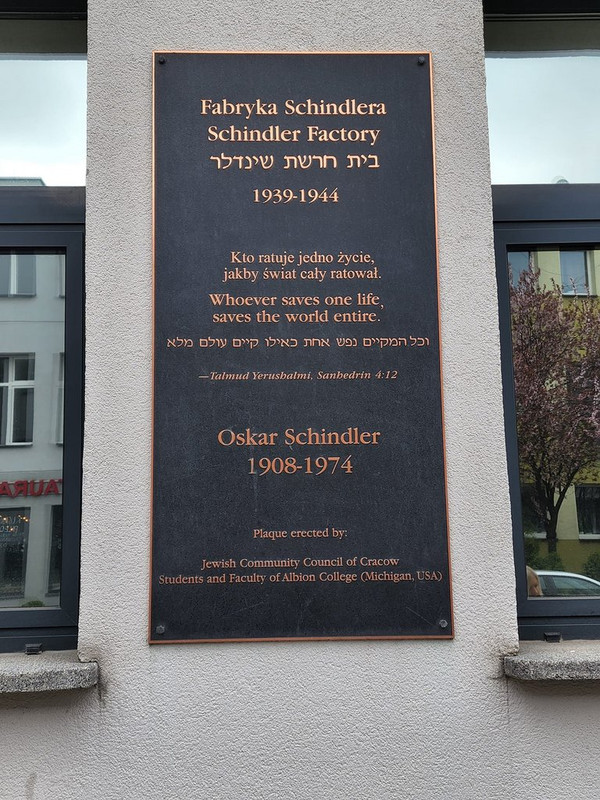 Fabryka Schindlera
Schindler Factory
בית חרשת שינדלר
1939-1944
Kto ratuje jedno życie,
jakby świat cały ratował.
Whoever saves one life,
saves the world entire.
וכל המקיים נפש אחת כאילו קיים עולם מלא
—Talmud Yerushalmi, Sanhedrin 4:12
Oskar Schindler
1908-1974
Plaque erected by:
Jewish Community Council of Cracow
Students and Faculty of Albion College (Michigan, USA)